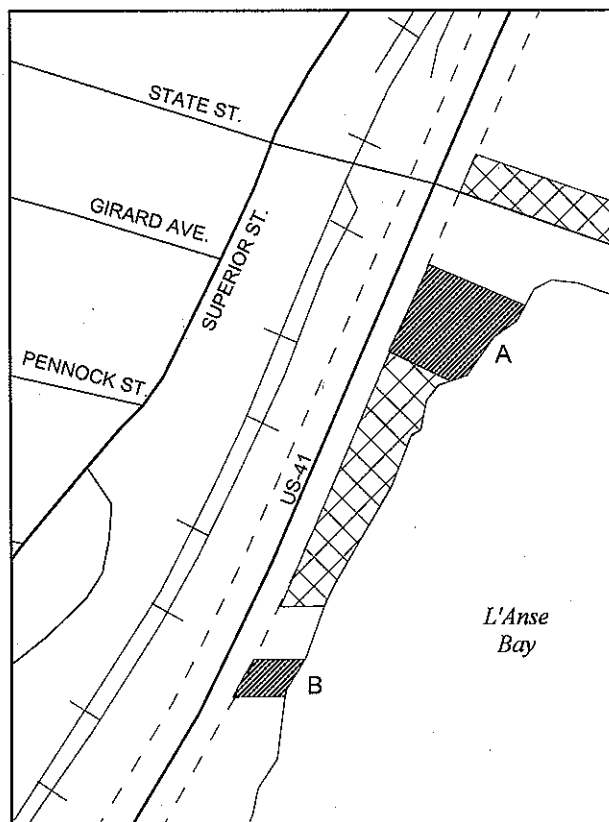 STATE ST.
GIRARD AVE.
SUPERIOR ST.
PENNOCK ST.
US-41
A
B
L'Anse
Bay